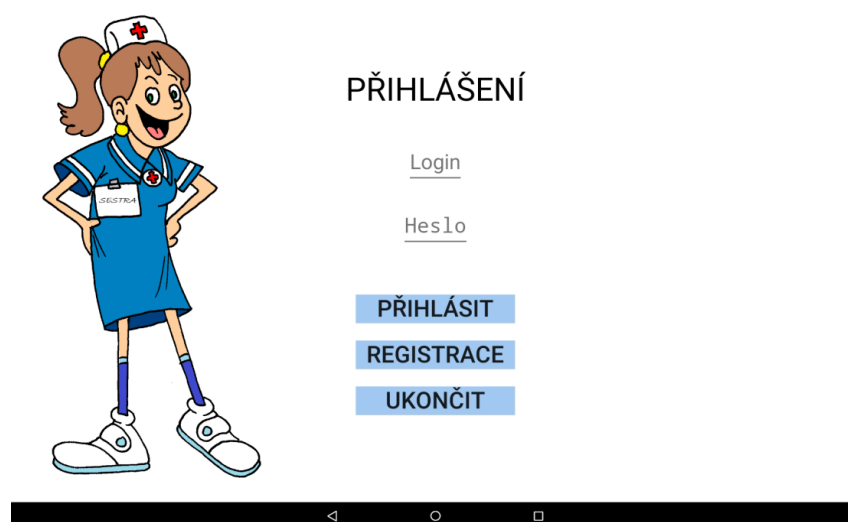 PŘIHLÁŠENÍ
Login
SESTRA
Heslo
PŘIHLÁSIT
REGISTRACE
UKONČIT